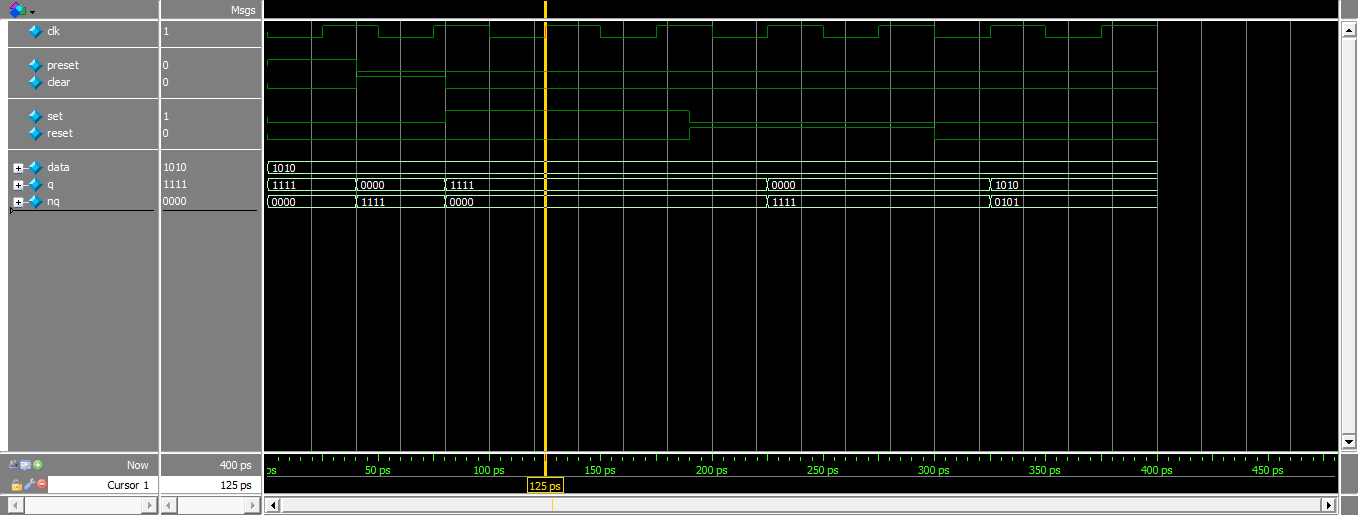 Msgs
clk 1
preset 0
clear 0
set 1
reset 0
data 1010 1010
q 1111 1111 0000 1111 0000 1010
nq 0000 0000 1111 0000 1111 0101
Now 400 ps ps 50 ps 100 ps 150 ps 200 ps 250 ps 300 ps 350 ps 400 ps 450 ps
Cursor 1 125 ps 125 ps